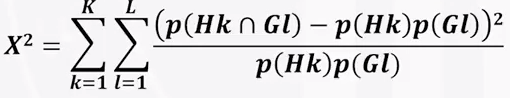 X² = ∑_{k=1}^{K} ∑_{l=1}^{L} (p(Hk ∩ Gl) − p(Hk)p(Gl))² / p(Hk)p(Gl)